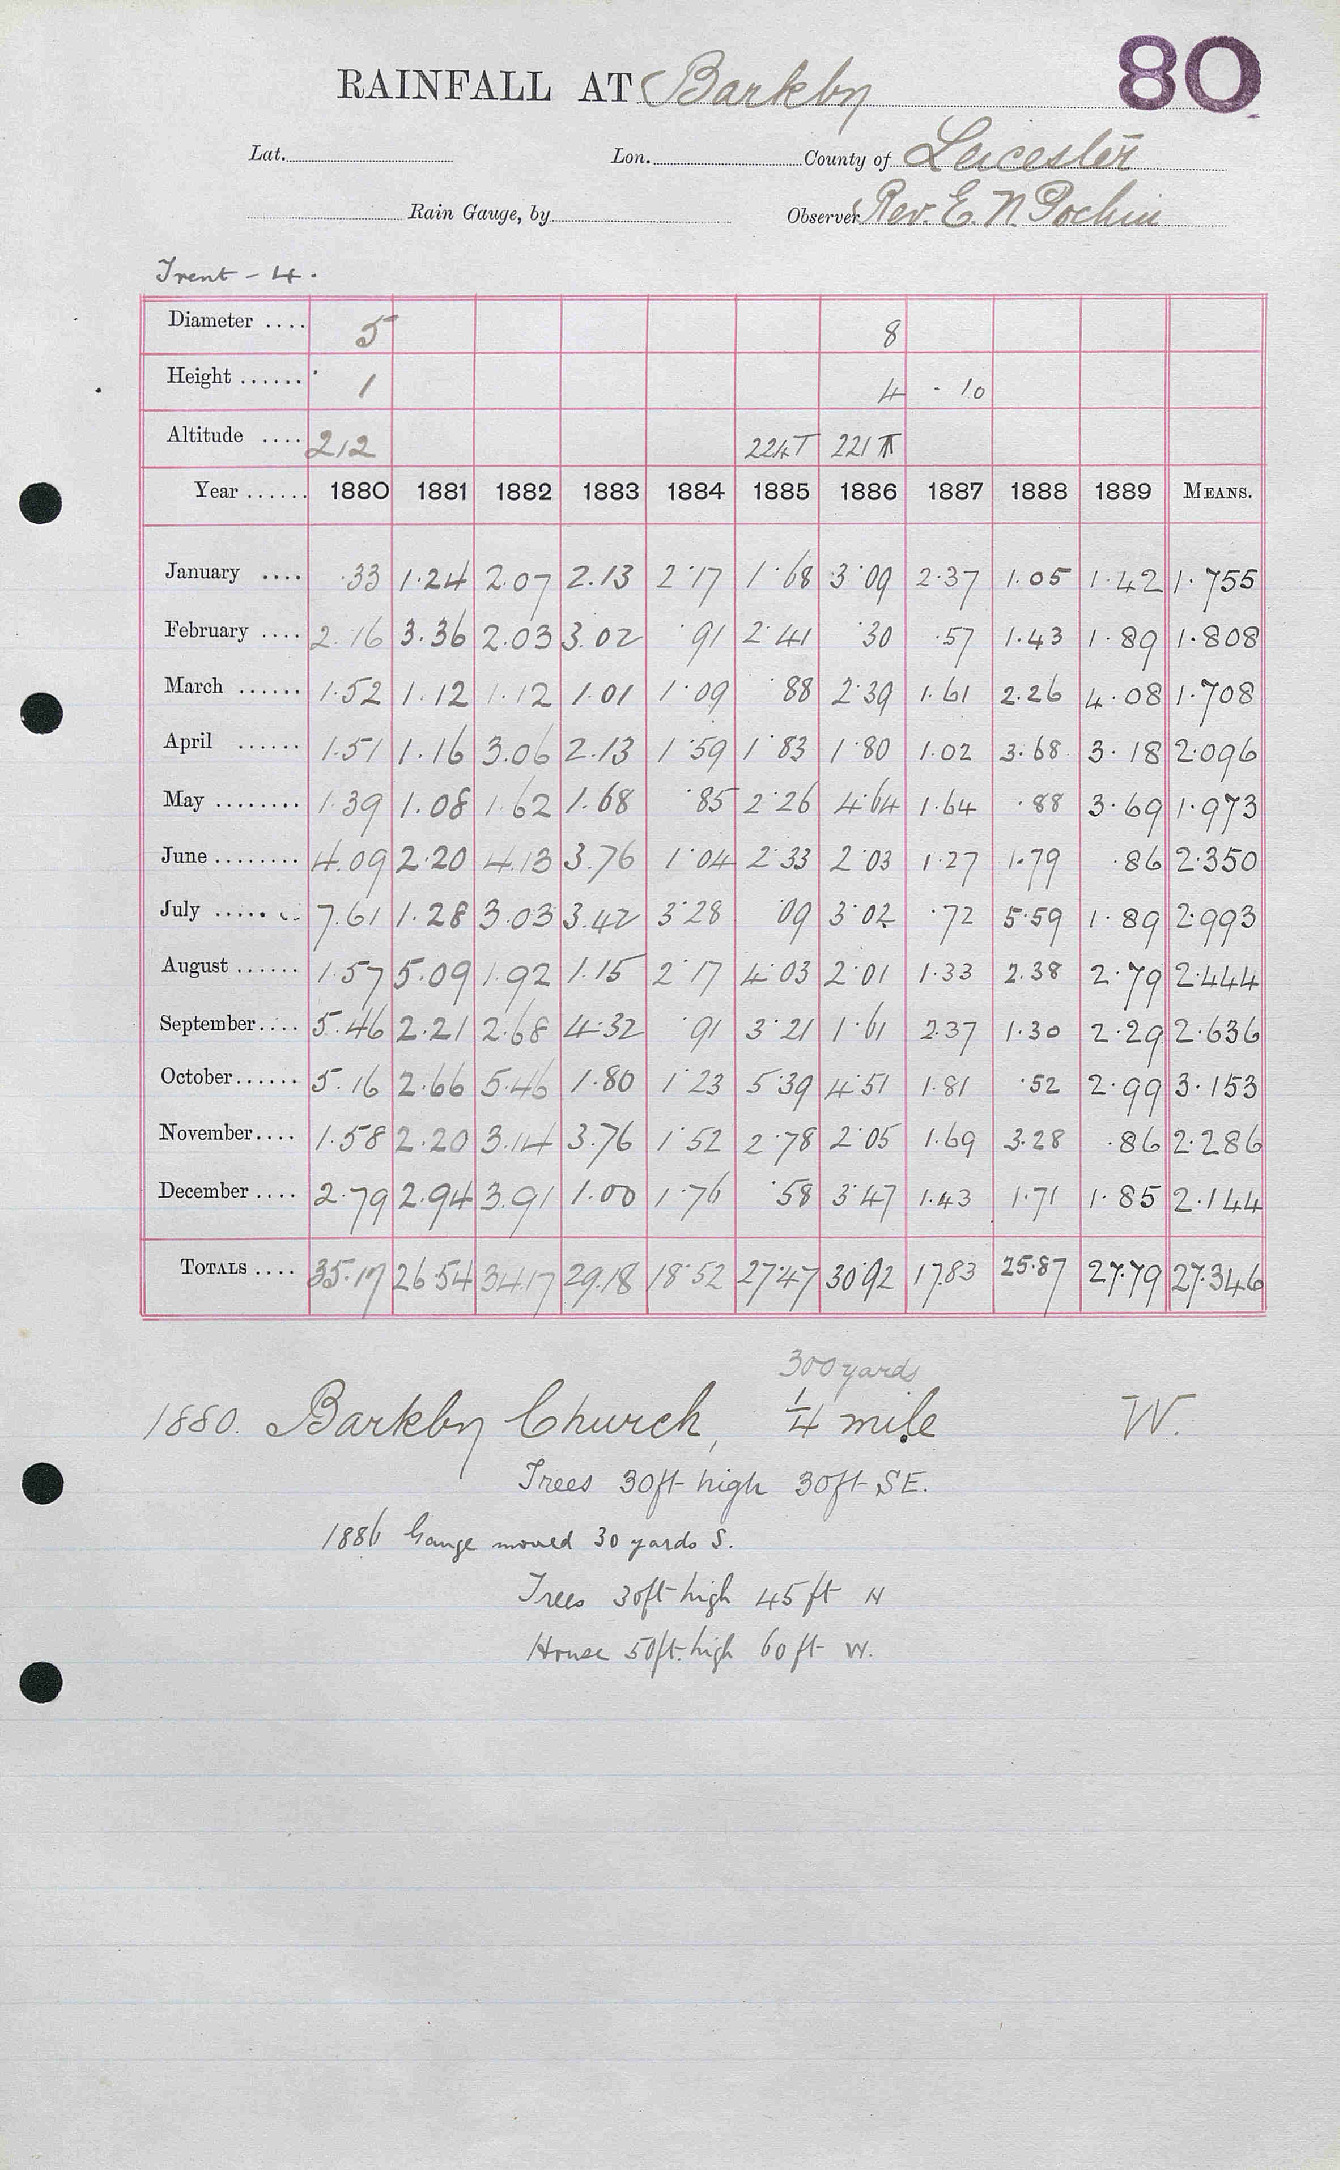 80
RAINFALL AT Barkby
Lat. Lon. County of Leicester
Rain Gauge, by Observer Rev. E. N Pochin
Trent - 4.
Diameter .... 5 8
Height ...... 1 4 · 10
Altitude .... 212 224T 221T
Year ...... 1880 1881 1882 1883 1884 1885 1886 1887 1888 1889 MEANS.
January .... .33 1.24 2.07 2.13 2.17 1.68 3.09 2.37 1.05 1.42 1.755
February .... 2.16 3.36 2.03 3.02 .91 2.41 .30 .57 1.43 1.89 1.808
March ...... 1.52 1.12 1.12 1.01 1.09 .88 2.39 1.61 2.26 4.08 1.708
April ...... 1.51 1.16 3.06 2.13 1.59 1.83 1.80 1.02 3.68 3.18 2.096
May ........ 1.39 1.08 1.62 1.68 .85 2.26 4.64 1.64 .88 3.69 1.973
June ........ 4.09 2.20 4.13 3.76 1.04 2.33 2.03 1.27 1.79 .86 2.350
July ........ 7.61 1.28 3.03 3.42 3.28 .09 3.02 .72 5.59 1.89 2.993
August ...... 1.57 5.09 1.92 1.15 2.17 4.03 2.01 1.33 2.38 2.79 2.444
September.... 5.46 2.21 2.68 4.32 .91 3.21 1.61 2.37 1.30 2.29 2.636
October...... 5.16 2.66 5.46 1.80 1.23 5.39 4.51 1.81 .52 2.99 3.153
November.... 1.58 2.20 3.14 3.76 1.52 2.78 2.05 1.69 3.28 .86 2.286
December .... 2.79 2.94 3.91 1.00 1.76 .58 3.47 1.43 1.71 1.85 2.144
TOTALS .... 35.17 26.54 34.17 29.18 18.52 27.47 30.92 17.83 25.87 27.79 27.346
300 yards
1880. Barkby Church, 1/4 mile W.
Trees 30ft high 30ft SE.
1886 Gauge moved 30 yards S.
Trees 30ft high 45 ft N
House 50ft. high 60 ft W.